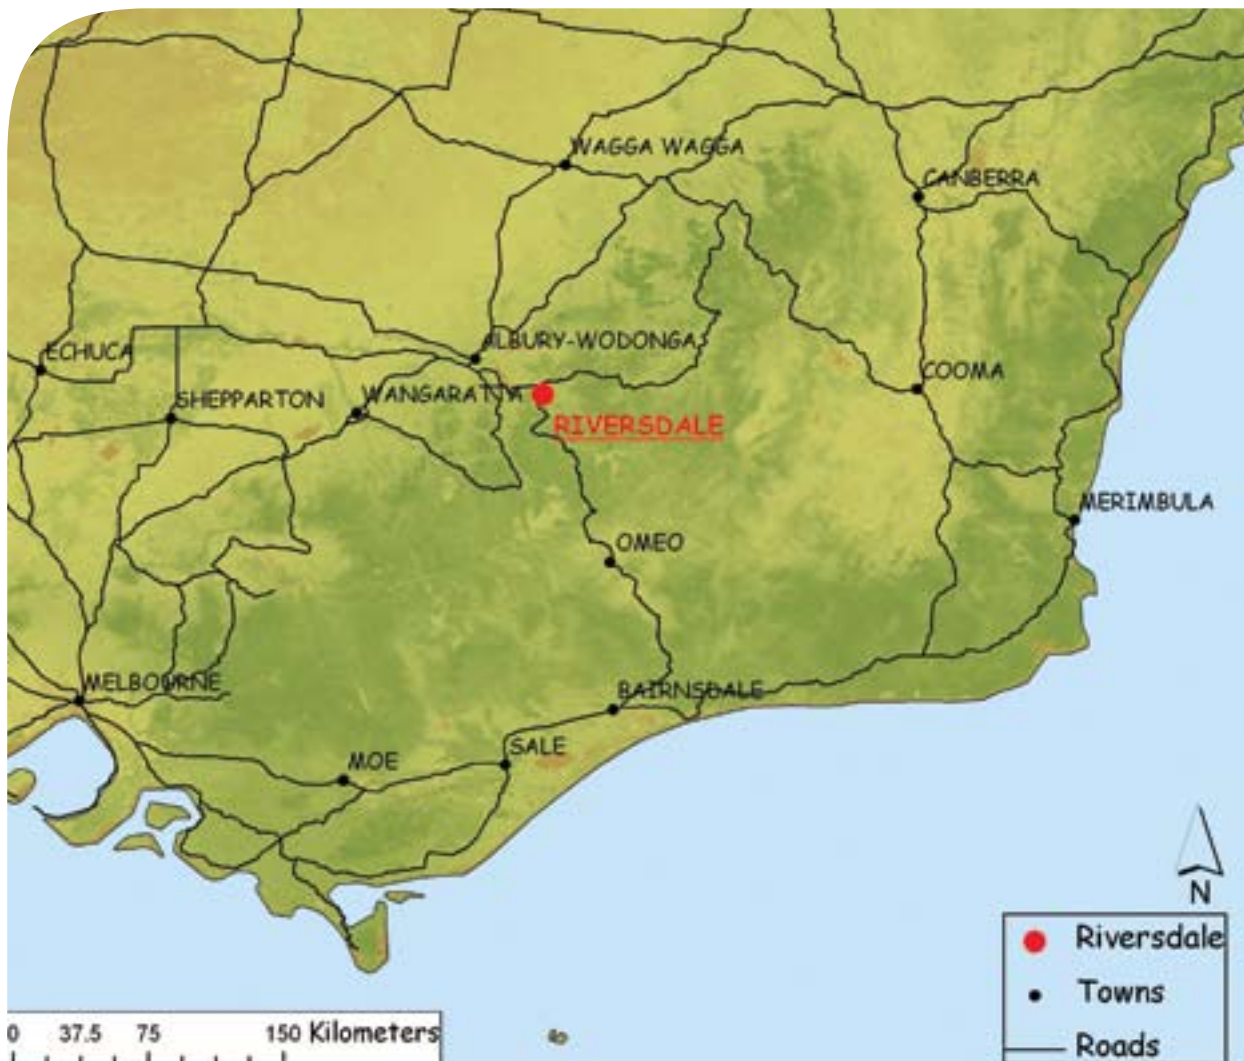 WAGGA WAGGA
CANBERRA
ALBURY-WODONGA
ECHUCA
COOMA
SHEPPARTON
WANGARATTA
RIVERSDALE
MERIMBULA
OMEO
MELBOURNE
BAIRNSDALE
SALE
MOE
N
Riversdale
Towns
Roads
0 37.5 75 150 Kilometers